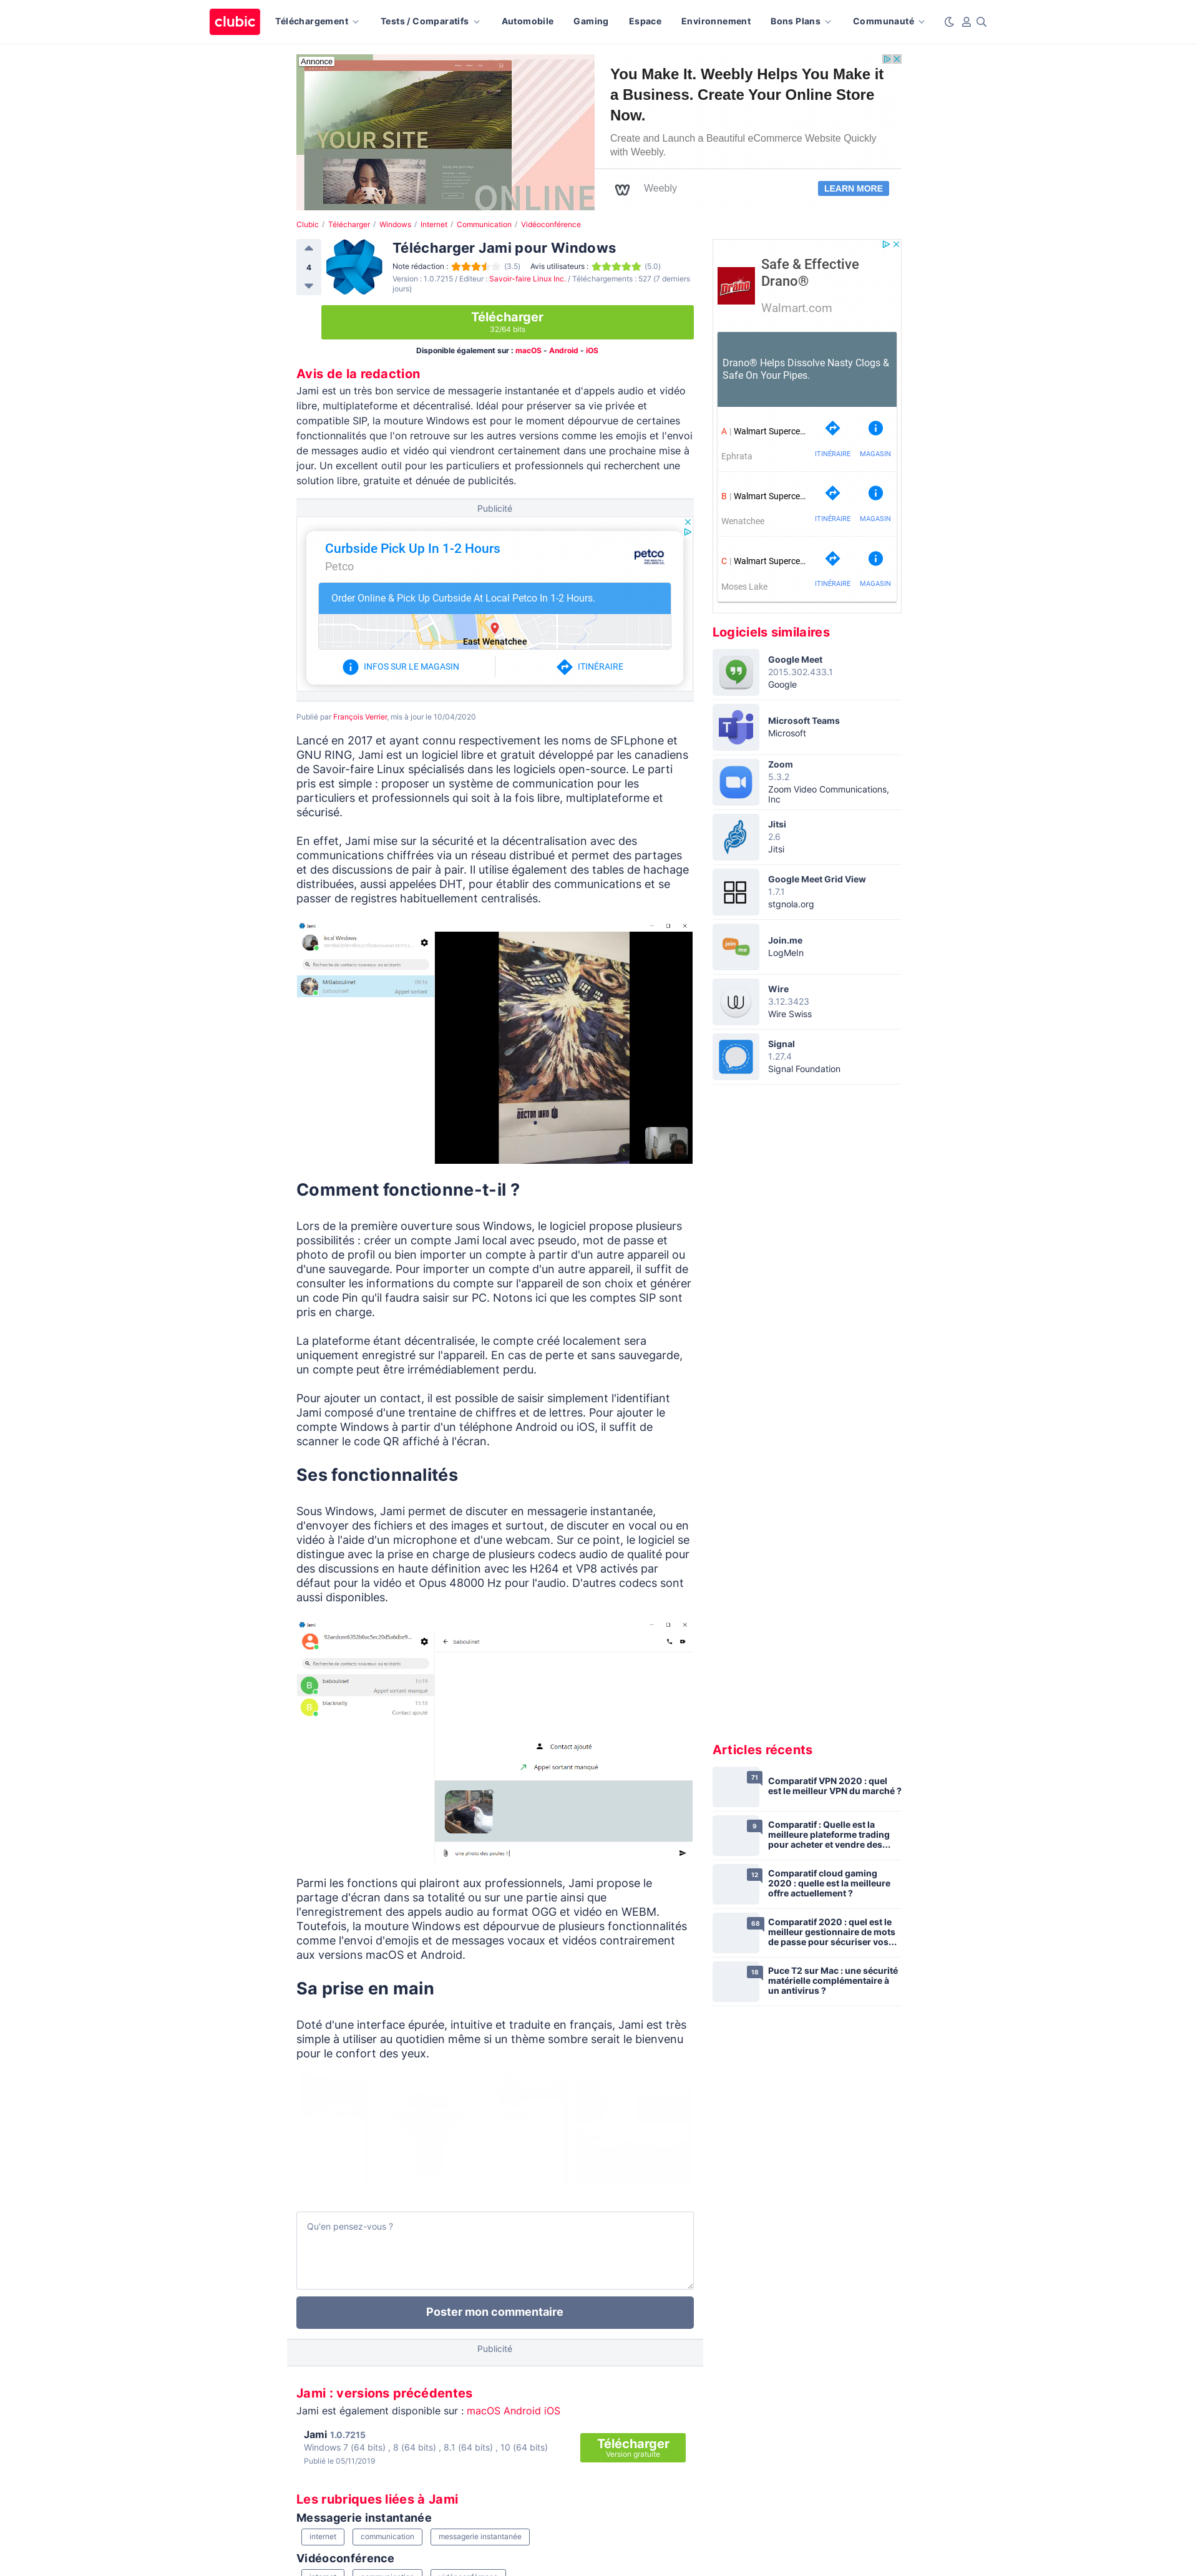 clubic
Téléchargement
Tests / Comparatifs
Automobile
Gaming
Espace
Environnement
Bons Plans
Communauté
Annonce
YOUR SITE
ONLINE
You Make It. Weebly Helps You Make it
a Business. Create Your Online Store
Now.
Create and Launch a Beautiful eCommerce Website Quickly
with Weebly.
Weebly
LEARN MORE
Clubic / Télécharger / Windows / Internet / Communication / Vidéoconférence
4
Télécharger Jami pour Windows
Note rédaction : (3.5) Avis utilisateurs : (5.0)
Version : 1.0.7215 / Editeur : Savoir-faire Linux Inc. / Téléchargements : 527 (7 derniers
jours)
Télécharger
32/64 bits
Disponible également sur : macOS - Android - iOS
Avis de la redaction
Jami est un très bon service de messagerie instantanée et d'appels audio et vidéo
libre, multiplateforme et décentralisé. Idéal pour préserver sa vie privée et
compatible SIP, la mouture Windows est pour le moment dépourvue de certaines
fonctionnalités que l'on retrouve sur les autres versions comme les emojis et l'envoi
de messages audio et vidéo qui viendront certainement dans une prochaine mise à
jour. Un excellent outil pour les particuliers et professionnels qui recherchent une
solution libre, gratuite et dénuée de publicités.
Publicité
Curbside Pick Up In 1-2 Hours
Petco
petco
Order Online & Pick Up Curbside At Local Petco In 1-2 Hours.
East Wenatchee
INFOS SUR LE MAGASIN
ITINÉRAIRE
Publié par François Verrier, mis à jour le 10/04/2020
Lancé en 2017 et ayant connu respectivement les noms de SFLphone et
GNU RING, Jami est un logiciel libre et gratuit développé par les canadiens
de Savoir-faire Linux spécialisés dans les logiciels open-source. Le parti
pris est simple : proposer un système de communication pour les
particuliers et professionnels qui soit à la fois libre, multiplateforme et
sécurisé.
En effet, Jami mise sur la sécurité et la décentralisation avec des
communications chiffrées via un réseau distribué et permet des partages
et des discussions de pair à pair. Il utilise également des tables de hachage
distribuées, aussi appelées DHT, pour établir des communications et se
passer de registres habituellement centralisés.
Jami
local Windows
Recherche de contacts nouveaux ou existants
Mrtlaboulinet
09:16
baboulinet
Appel sortant
DOCTOR WHO
Comment fonctionne-t-il ?
Lors de la première ouverture sous Windows, le logiciel propose plusieurs
possibilités : créer un compte Jami local avec pseudo, mot de passe et
photo de profil ou bien importer un compte à partir d'un autre appareil ou
d'une sauvegarde. Pour importer un compte d'un autre appareil, il suffit de
consulter les informations du compte sur l'appareil de son choix et générer
un code Pin qu'il faudra saisir sur PC. Notons ici que les comptes SIP sont
pris en charge.
La plateforme étant décentralisée, le compte créé localement sera
uniquement enregistré sur l'appareil. En cas de perte et sans sauvegarde,
un compte peut être irrémédiablement perdu.
Pour ajouter un contact, il est possible de saisir simplement l'identifiant
Jami composé d'une trentaine de chiffres et de lettres. Pour ajouter le
compte Windows à partir d'un téléphone Android ou iOS, il suffit de
scanner le code QR affiché à l'écran.
Ses fonctionnalités
Sous Windows, Jami permet de discuter en messagerie instantanée,
d'envoyer des fichiers et des images et surtout, de discuter en vocal ou en
vidéo à l'aide d'un microphone et d'une webcam. Sur ce point, le logiciel se
distingue avec la prise en charge de plusieurs codecs audio de qualité pour
des discussions en haute définition avec les H264 et VP8 activés par
défaut pour la vidéo et Opus 48000 Hz pour l'audio. D'autres codecs sont
aussi disponibles.
Jami
baboulinet
Recherche de contacts nouveaux ou existants
B
baboulinet
15:19
Appel sortant manqué
B
blacknelly
15:18
Contact ajouté
Contact ajouté
Appel sortant manqué
une photo des poules !
Parmi les fonctions qui plairont aux professionnels, Jami propose le
partage d'écran dans sa totalité ou sur une partie ainsi que
l'enregistrement des appels audio au format OGG et vidéo en WEBM.
Toutefois, la mouture Windows est dépourvue de plusieurs fonctionnalités
comme l'envoi d'emojis et de messages vocaux et vidéos contrairement
aux versions macOS et Android.
Sa prise en main
Doté d'une interface épurée, intuitive et traduite en français, Jami est très
simple à utiliser au quotidien même si un thème sombre serait le bienvenu
pour le confort des yeux.
Qu'en pensez-vous ?
Poster mon commentaire
Publicité
Jami : versions précédentes
Jami est également disponible sur : macOS Android iOS
Jami 1.0.7215
Windows 7 (64 bits) , 8 (64 bits) , 8.1 (64 bits) , 10 (64 bits)
Publié le 05/11/2019
Télécharger
Version gratuite
Les rubriques liées à Jami
Messagerie instantanée
internet
communication
messagerie instantanée
Vidéoconférence
Safe & Effective
Drano®
Walmart.com
Drano
Drano® Helps Dissolve Nasty Clogs &
Safe On Your Pipes.
A | Walmart Superce...
Ephrata
ITINÉRAIRE
MAGASIN
B | Walmart Superce...
Wenatchee
ITINÉRAIRE
MAGASIN
C | Walmart Superce...
Moses Lake
ITINÉRAIRE
MAGASIN
Logiciels similaires
Google Meet
2015.302.433.1
Google
Microsoft Teams
Microsoft
Zoom
5.3.2
Zoom Video Communications,
Inc
Jitsi
2.6
Jitsi
Google Meet Grid View
1.7.1
stgnola.org
join me
Join.me
LogMeIn
Wire
3.12.3423
Wire Swiss
Signal
1.27.4
Signal Foundation
Articles récents
71
Comparatif VPN 2020 : quel
est le meilleur VPN du marché ?
9
Comparatif : Quelle est la
meilleure plateforme trading
pour acheter et vendre des...
12
Comparatif cloud gaming
2020 : quelle est la meilleure
offre actuellement ?
68
Comparatif 2020 : quel est le
meilleur gestionnaire de mots
de passe pour sécuriser vos...
18
Puce T2 sur Mac : une sécurité
matérielle complémentaire à
un antivirus ?